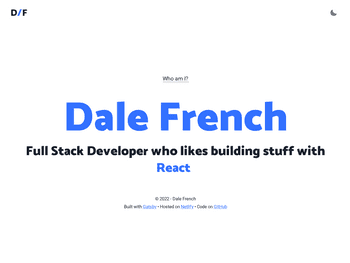 D/F
Who am I?
Dale French
Full Stack Developer who likes building stuff with
React
© 2022 - Dale French
Built with Gatsby • Hosted on Netlify • Code on GitHub